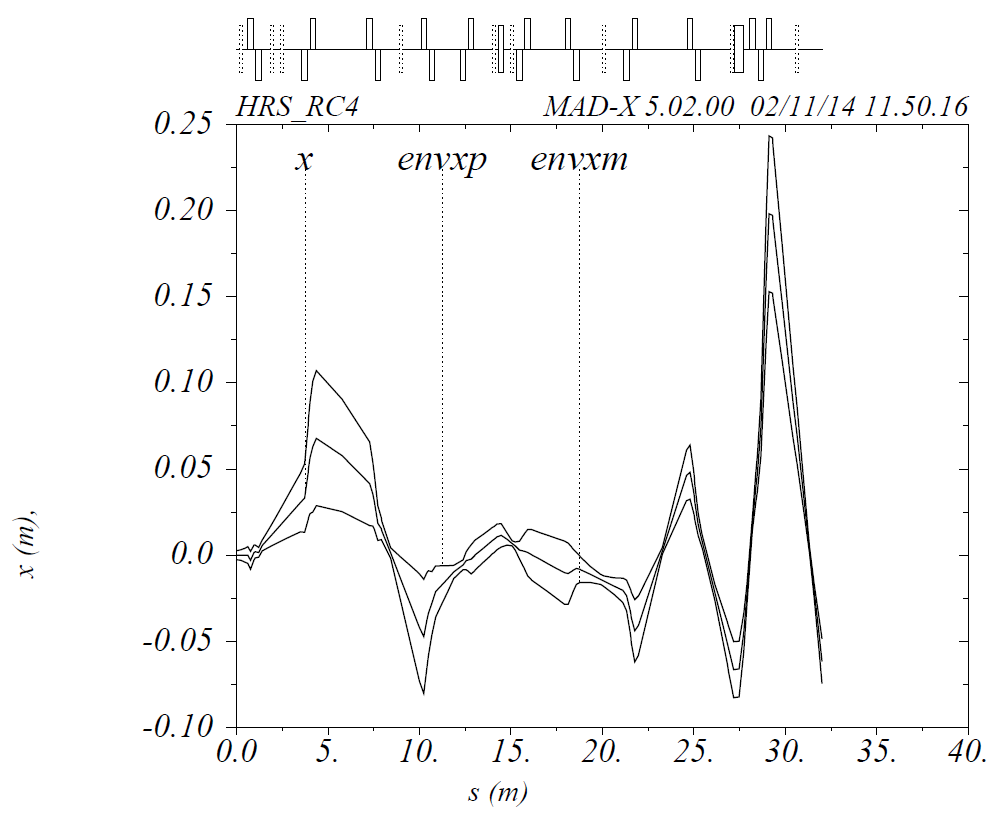 HRS_RC4 MAD-X 5.02.00 02/11/14 11.50.16
x envxp envxm
0.25
0.20
0.15
0.10
0.05
0.0
-0.05
-0.10
x (m),
0.0 5. 10. 15. 20. 25. 30. 35. 40.
s (m)